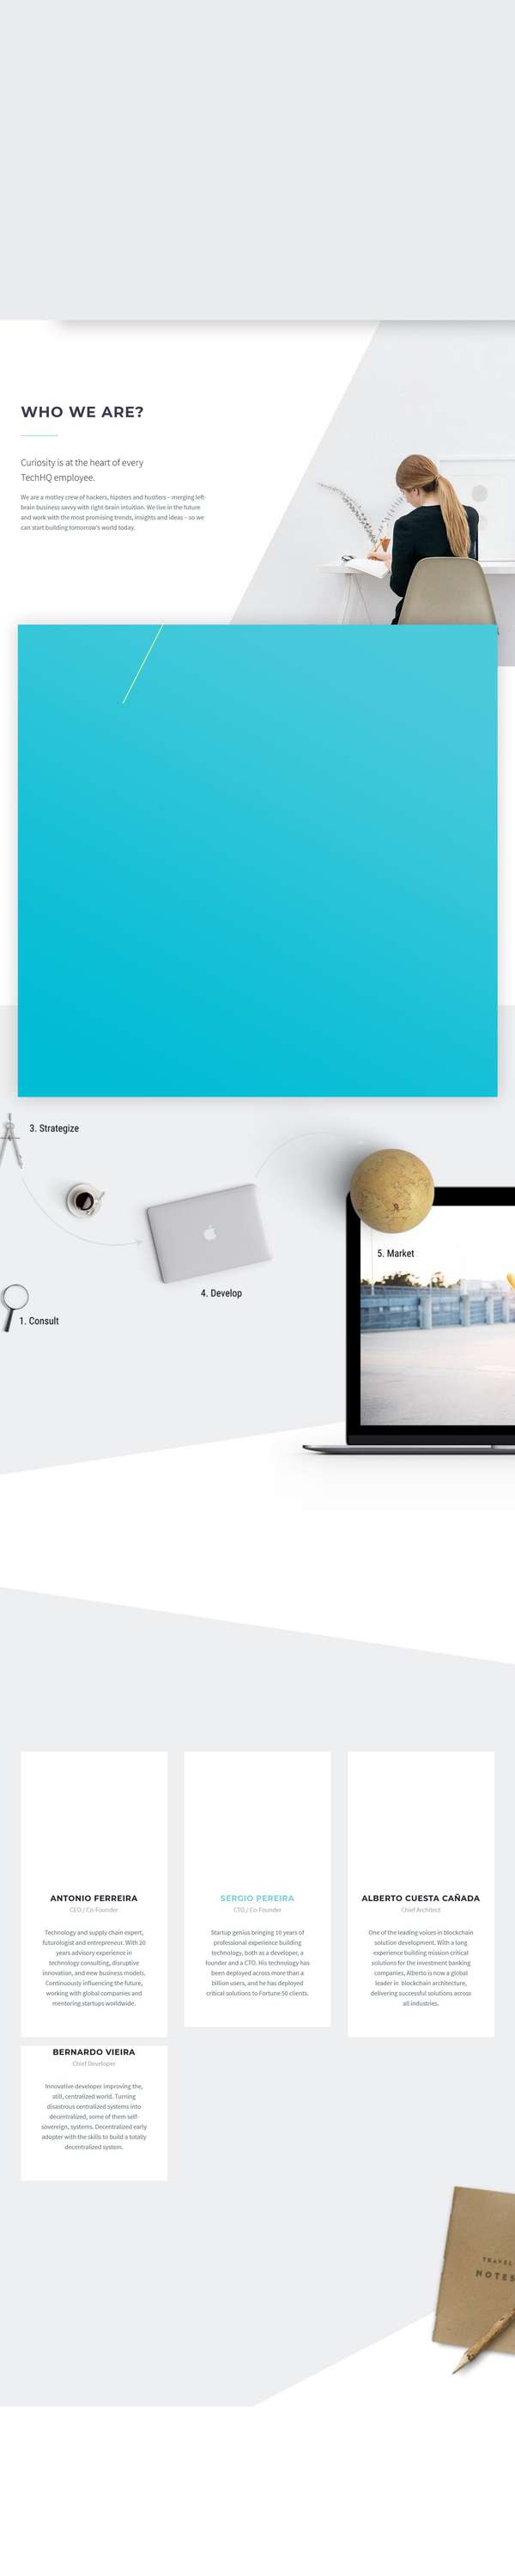 WHO WE ARE?
Curiosity is at the heart of every
TechHQ employee.
We are a motley crew of hackers, hipsters and hustlers – merging left-
brain business savvy with right-brain intuition. We live in the future
and work with the most promising trends, insights and ideas – so we
can start building tomorrow's world today.
3. Strategize
5. Market
4. Develop
1. Consult
ANTONIO FERREIRA
CEO / Co-Founder
Technology and supply chain expert,
futurologist and entrepreneur. With 20
years advisory experience in
technology consulting, disruptive
innovation, and new business models.
Continuously influencing the future,
working with global companies and
mentoring startups worldwide.
SERGIO PEREIRA
CTO / Co-Founder
Startup genius bringing 10 years of
professional experience building
technology, both as a developer, a
founder and a CTO. His technology has
been deployed across more than a
billion users, and he has deployed
critical solutions to Fortune 50 clients.
ALBERTO CUESTA CAÑADA
Chief Architect
One of the leading voices in blockchain
solution development. With a long
experience building mission critical
solutions for the investment banking
companies, Alberto is now a global
leader in blockchain architecture,
delivering successful solutions across
all industries.
BERNARDO VIEIRA
Chief Developer
Innovative developer improving the,
still, centralized world. Turning
disastrous centralized systems into
decentralized, some of them self-
sovereign, systems. Decentralized early
adopter with the skills to build a totally
decentralized system.
TRAVEL
NOTES